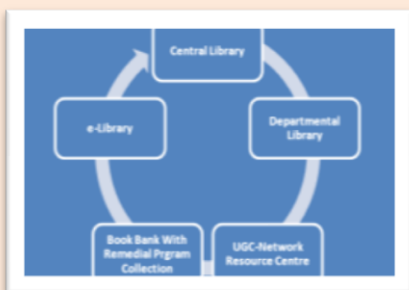 Central Library
Departmental
Library
UGC-Network
Resource Centre
Book Bank With
Remedial Prgram
Collection
e-Library